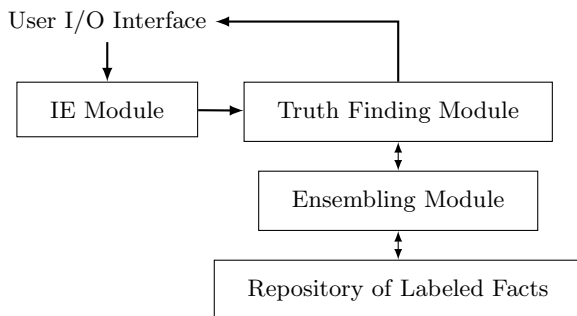 User I/O Interface
IE Module
Truth Finding Module
Ensembling Module
Repository of Labeled Facts